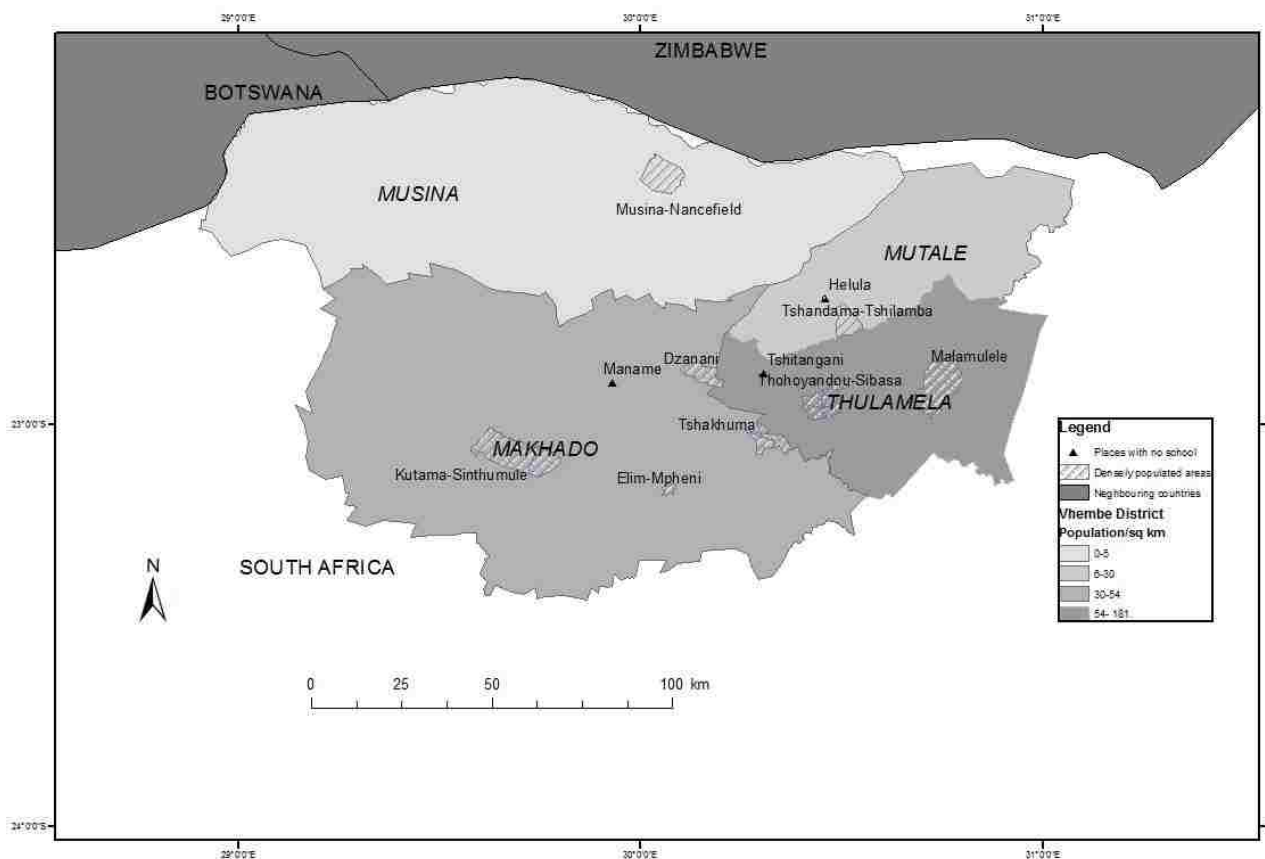 29°0'0"E 30°0'0"E 31°0'0"E
ZIMBABWE
BOTSWANA
MUSINA
Musina-Nancefield
MUTALE
Helula
Tshandama-Tshilamba
Dzanani
Tshitangani
Malamulele
Maname
Thohoyandou-Sibasa
THULAMELA
23°0'0"S
Tshakhuma
MAKHADO
Kutama-Sinthumule
Elim-Mpheni
Legend
Places with no school
Densely populated areas
Neghbouring countries
Vhembe District
Population/sq km
0-5
6-30
30-54
54- 181
SOUTH AFRICA
N
0 25 50 100 km
24°0'0"S
29°0'0"E 30°0'0"E 31°0'0"E